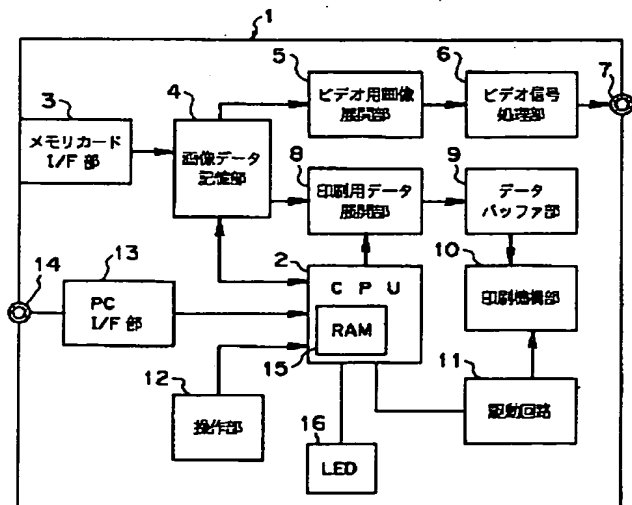 1
5
6
7
ビデオ用画像
展開部
ビデオ信号
処理部
3
4
メモリカード
I/F部
画像データ
記憶部
8
9
印刷用データ
展開部
データ
バッファ部
14
13
2
10
PC
I/F部
CPU
RAM
15
印刷機構部
12
11
操作部
駆動回路
16
LED